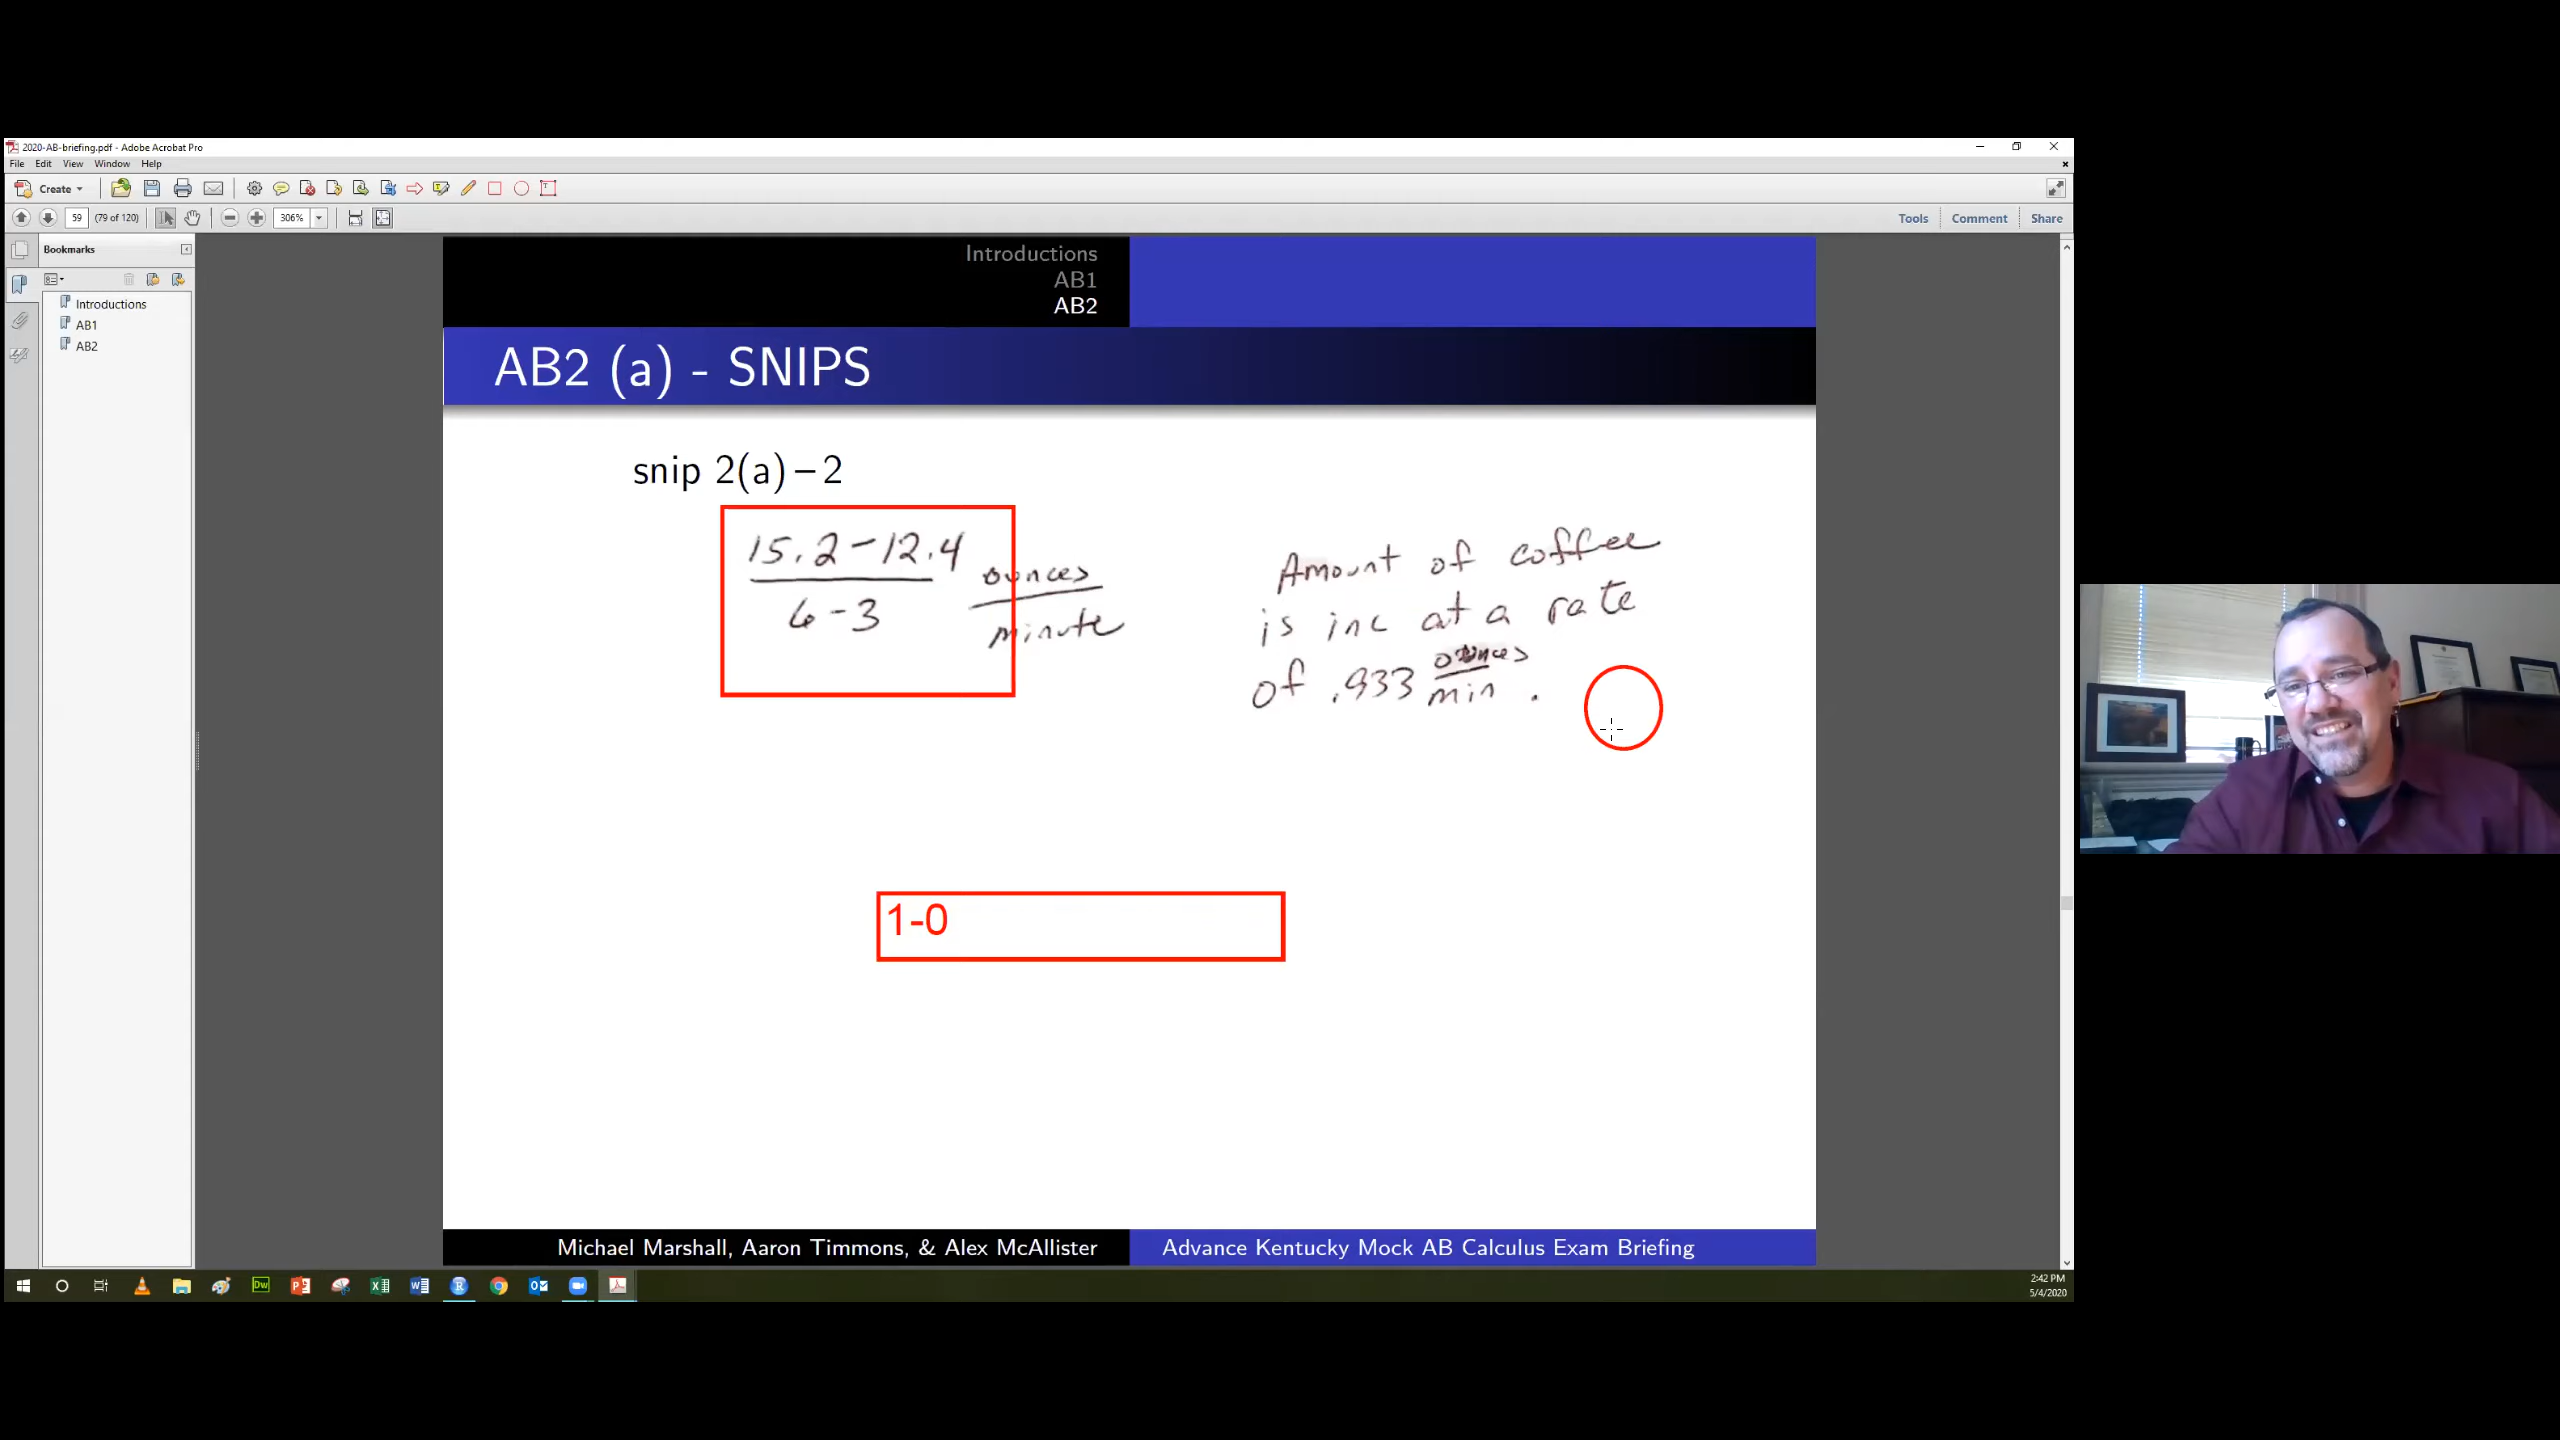 2020-AB-briefing.pdf - Adobe Acrobat Pro
File Edit View Window Help
Create
59 (79 of 120) 306% Tools Comment Share
Bookmarks
Introductions
AB1
AB2
Introductions
AB1
AB2
AB2 (a) - SNIPS
snip 2(a)–2
15.2-12.4
6-3
ounces
minute
Amount of coffee
is inc at a rate
of .933 ounces
min .
1-0
Michael Marshall, Aaron Timmons, & Alex McAllister Advance Kentucky Mock AB Calculus Exam Briefing
2:42 PM
5/4/2020